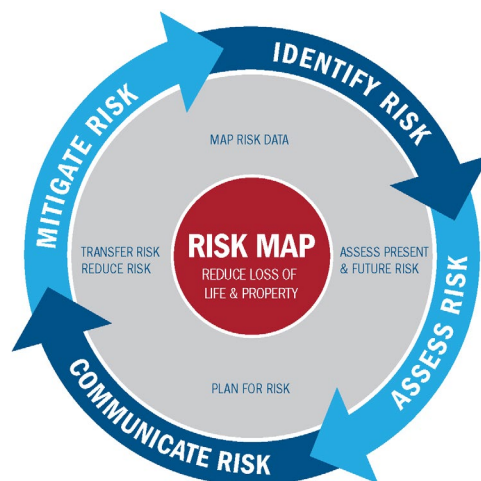 IDENTIFY RISK
MITIGATE RISK
MAP RISK DATA
TRANSFER RISK
REDUCE RISK
RISK MAP
REDUCE LOSS OF
LIFE & PROPERTY
ASSESS PRESENT
& FUTURE RISK
ASSESS RISK
PLAN FOR RISK
COMMUNICATE RISK